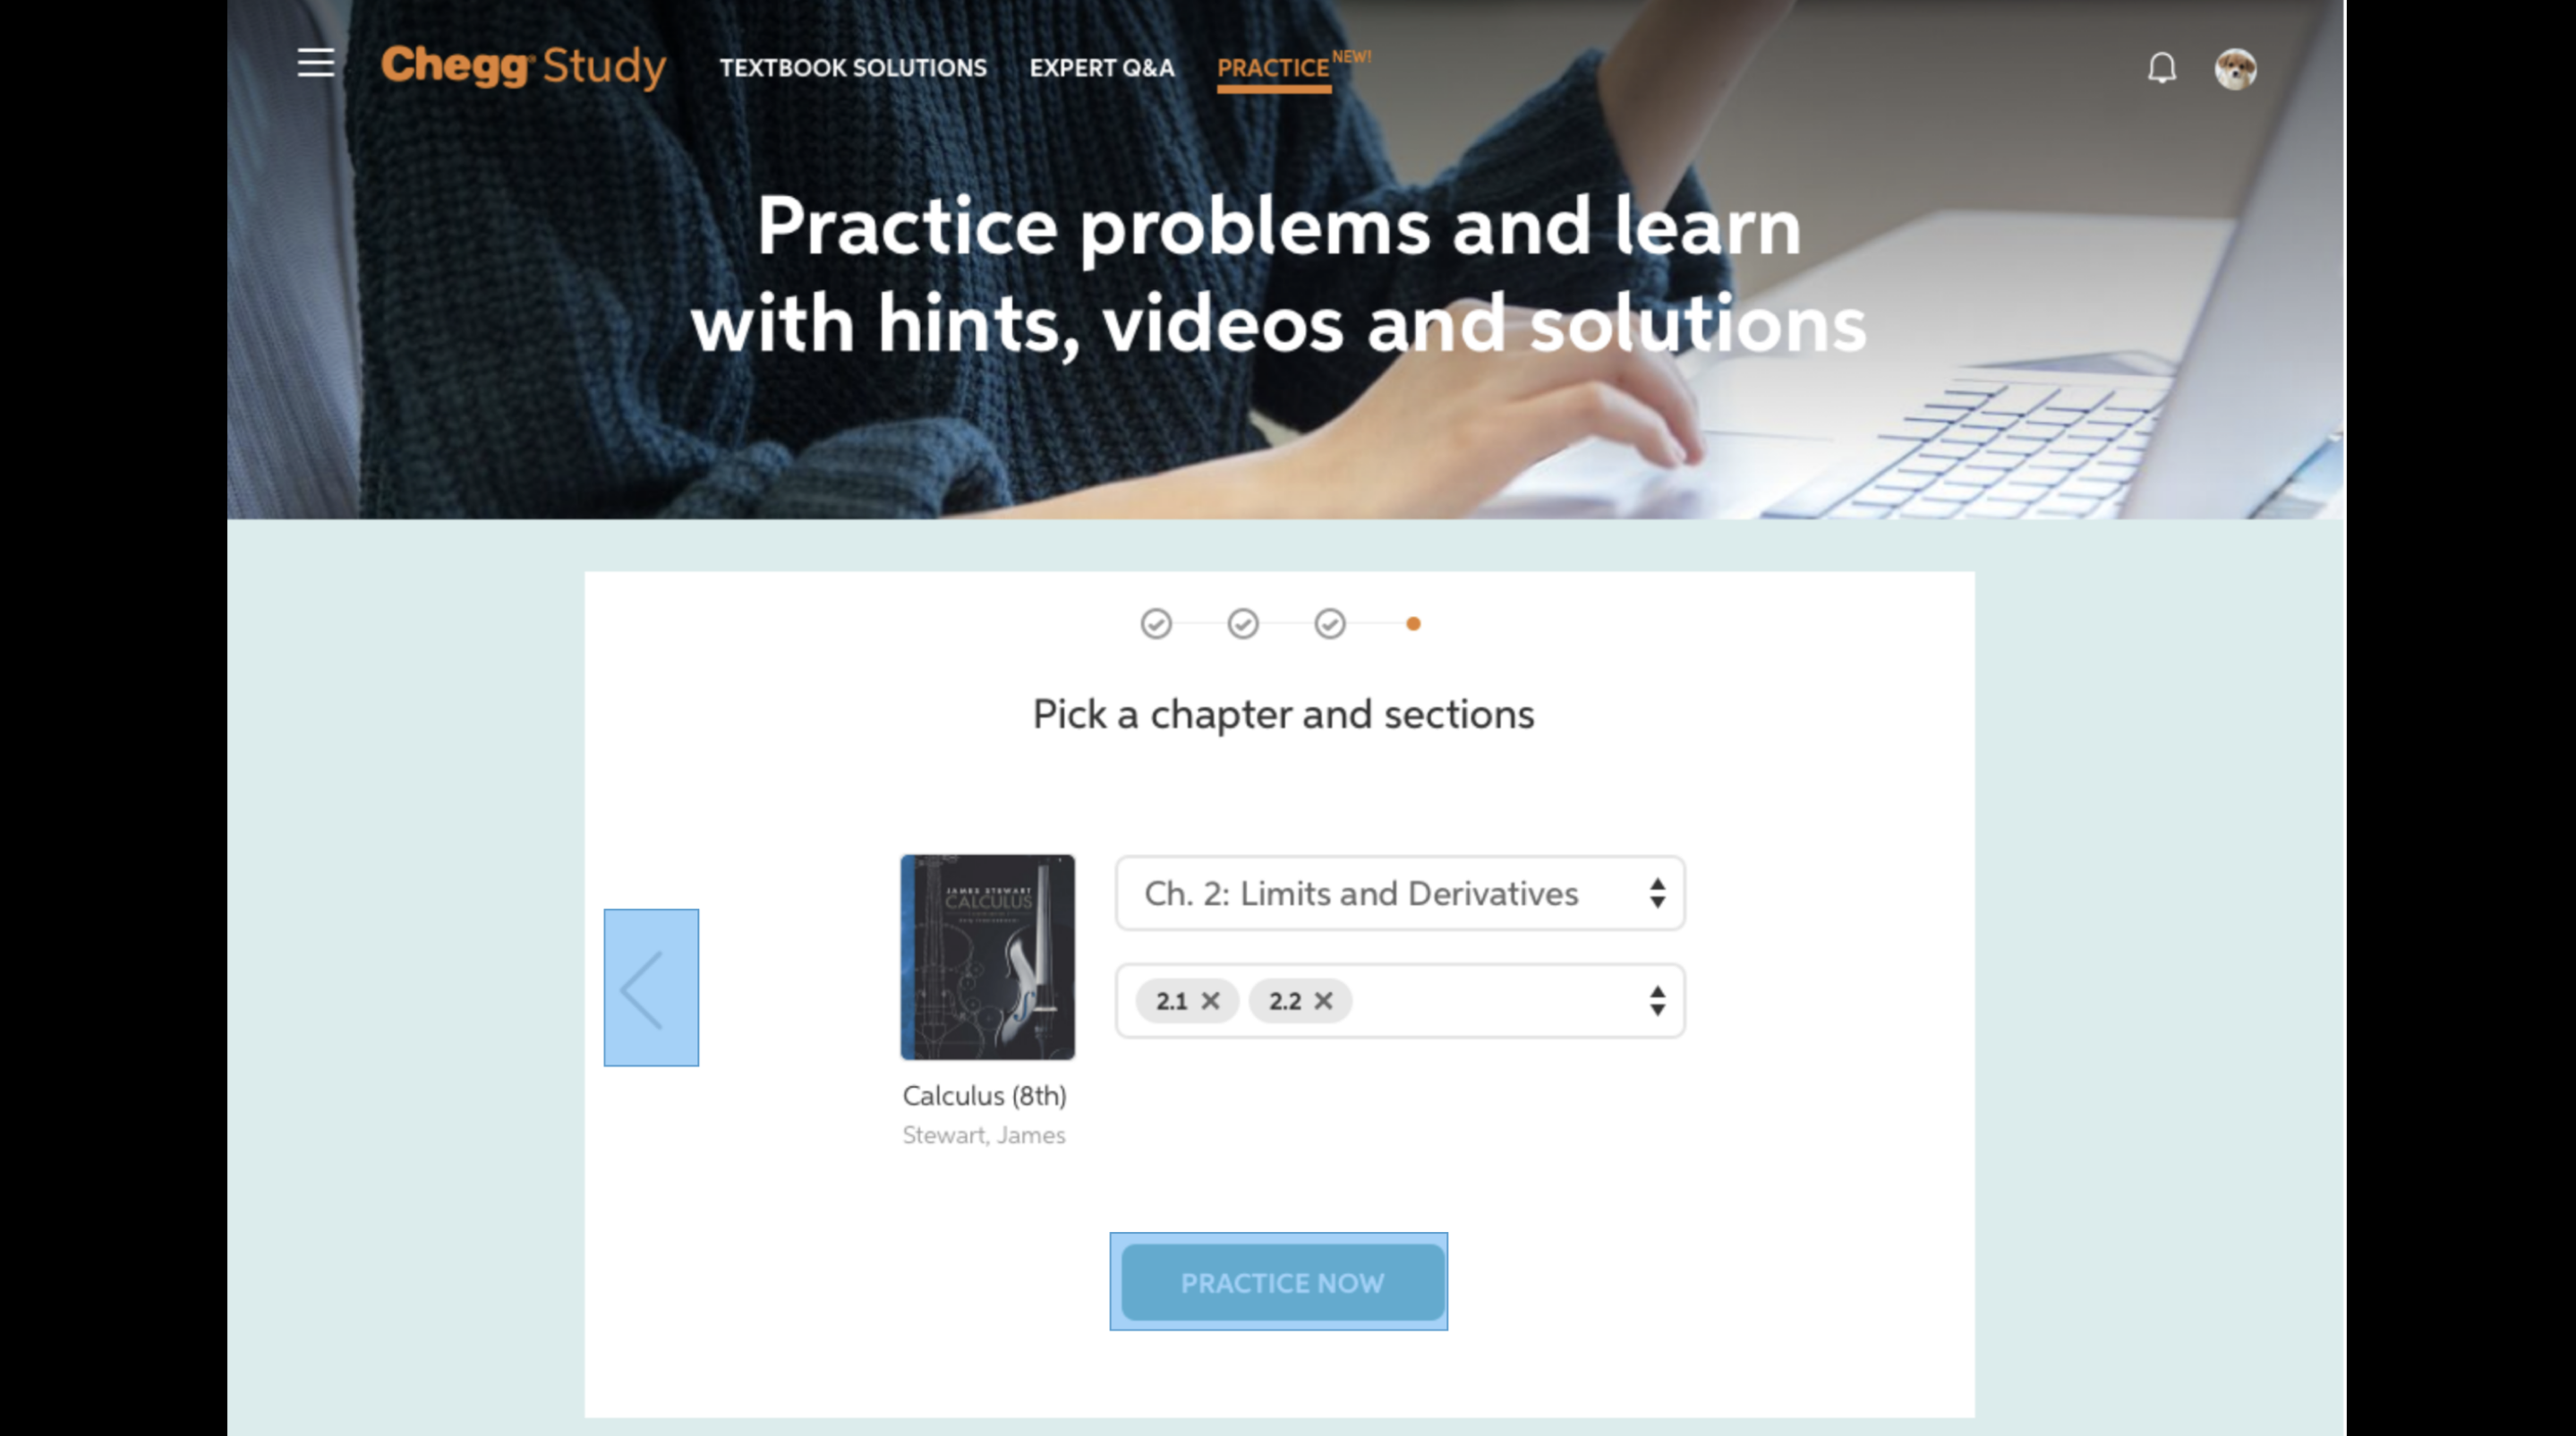 Chegg Study TEXTBOOK SOLUTIONS EXPERT Q&A PRACTICE NEW!
Practice problems and learn
with hints, videos and solutions
Pick a chapter and sections
JAMES STEWART
CALCULUS
Ch. 2: Limits and Derivatives
2.1 2.2
Calculus (8th)
Stewart, James
PRACTICE NOW